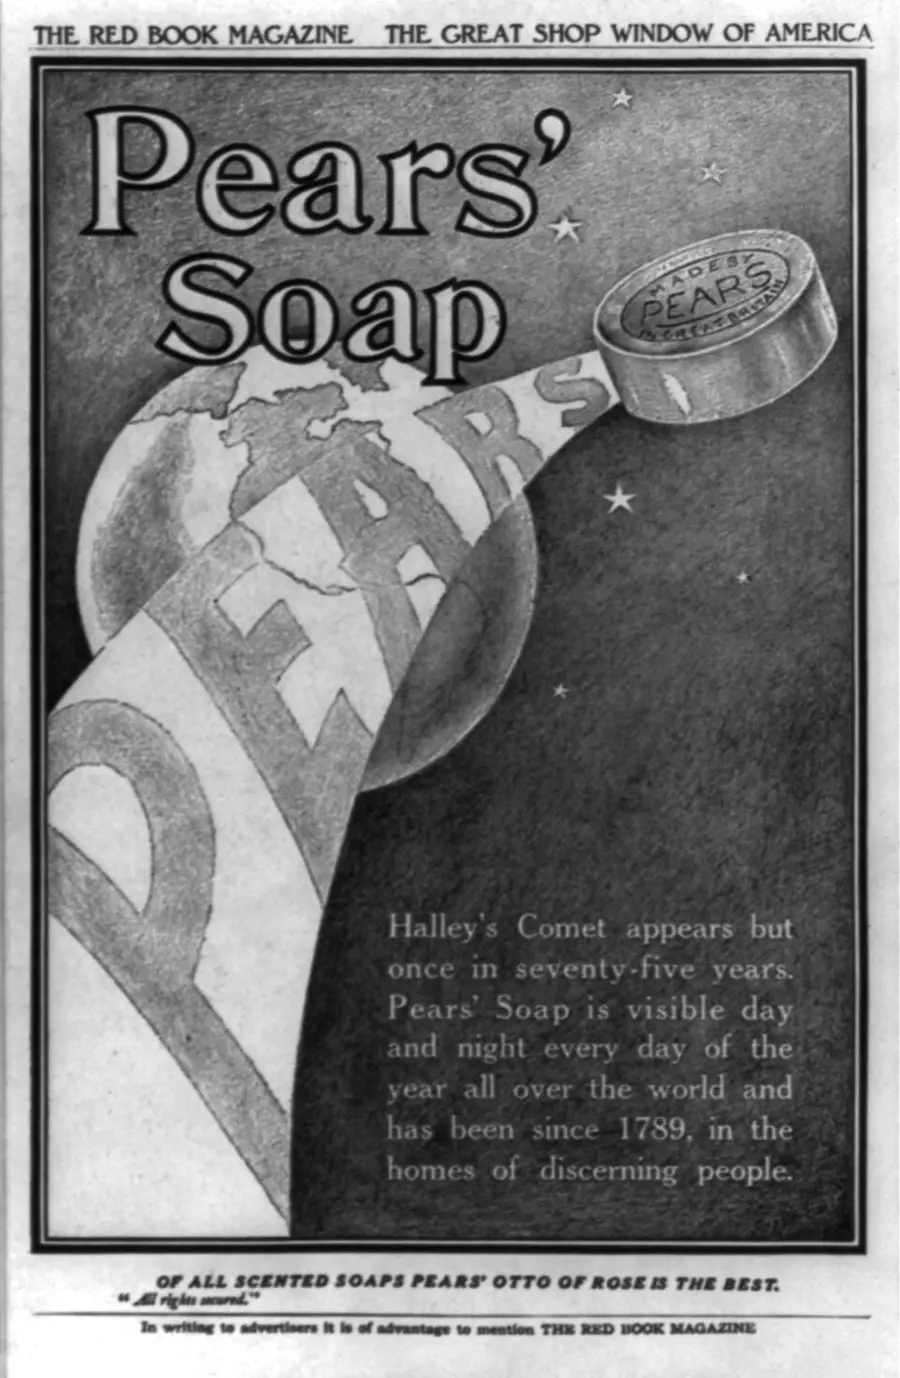 THE RED BOOK MAGAZINE THE GREAT SHOP WINDOW OF AMERICA
Pears'
Soap
MADE BY
PEARS
IN GREAT BRITAIN
PEARS
Halley's Comet appears but
once in seventy-five years.
Pears' Soap is visible day
and night every day of the
year all over the world and
has been since 1789, in the
homes of discerning people.
OF ALL SCENTED SOAPS PEARS' OTTO OF ROSE IS THE BEST.
"All rights secured."
In writing to advertisers it is of advantage to mention THE RED BOOK MAGAZINE